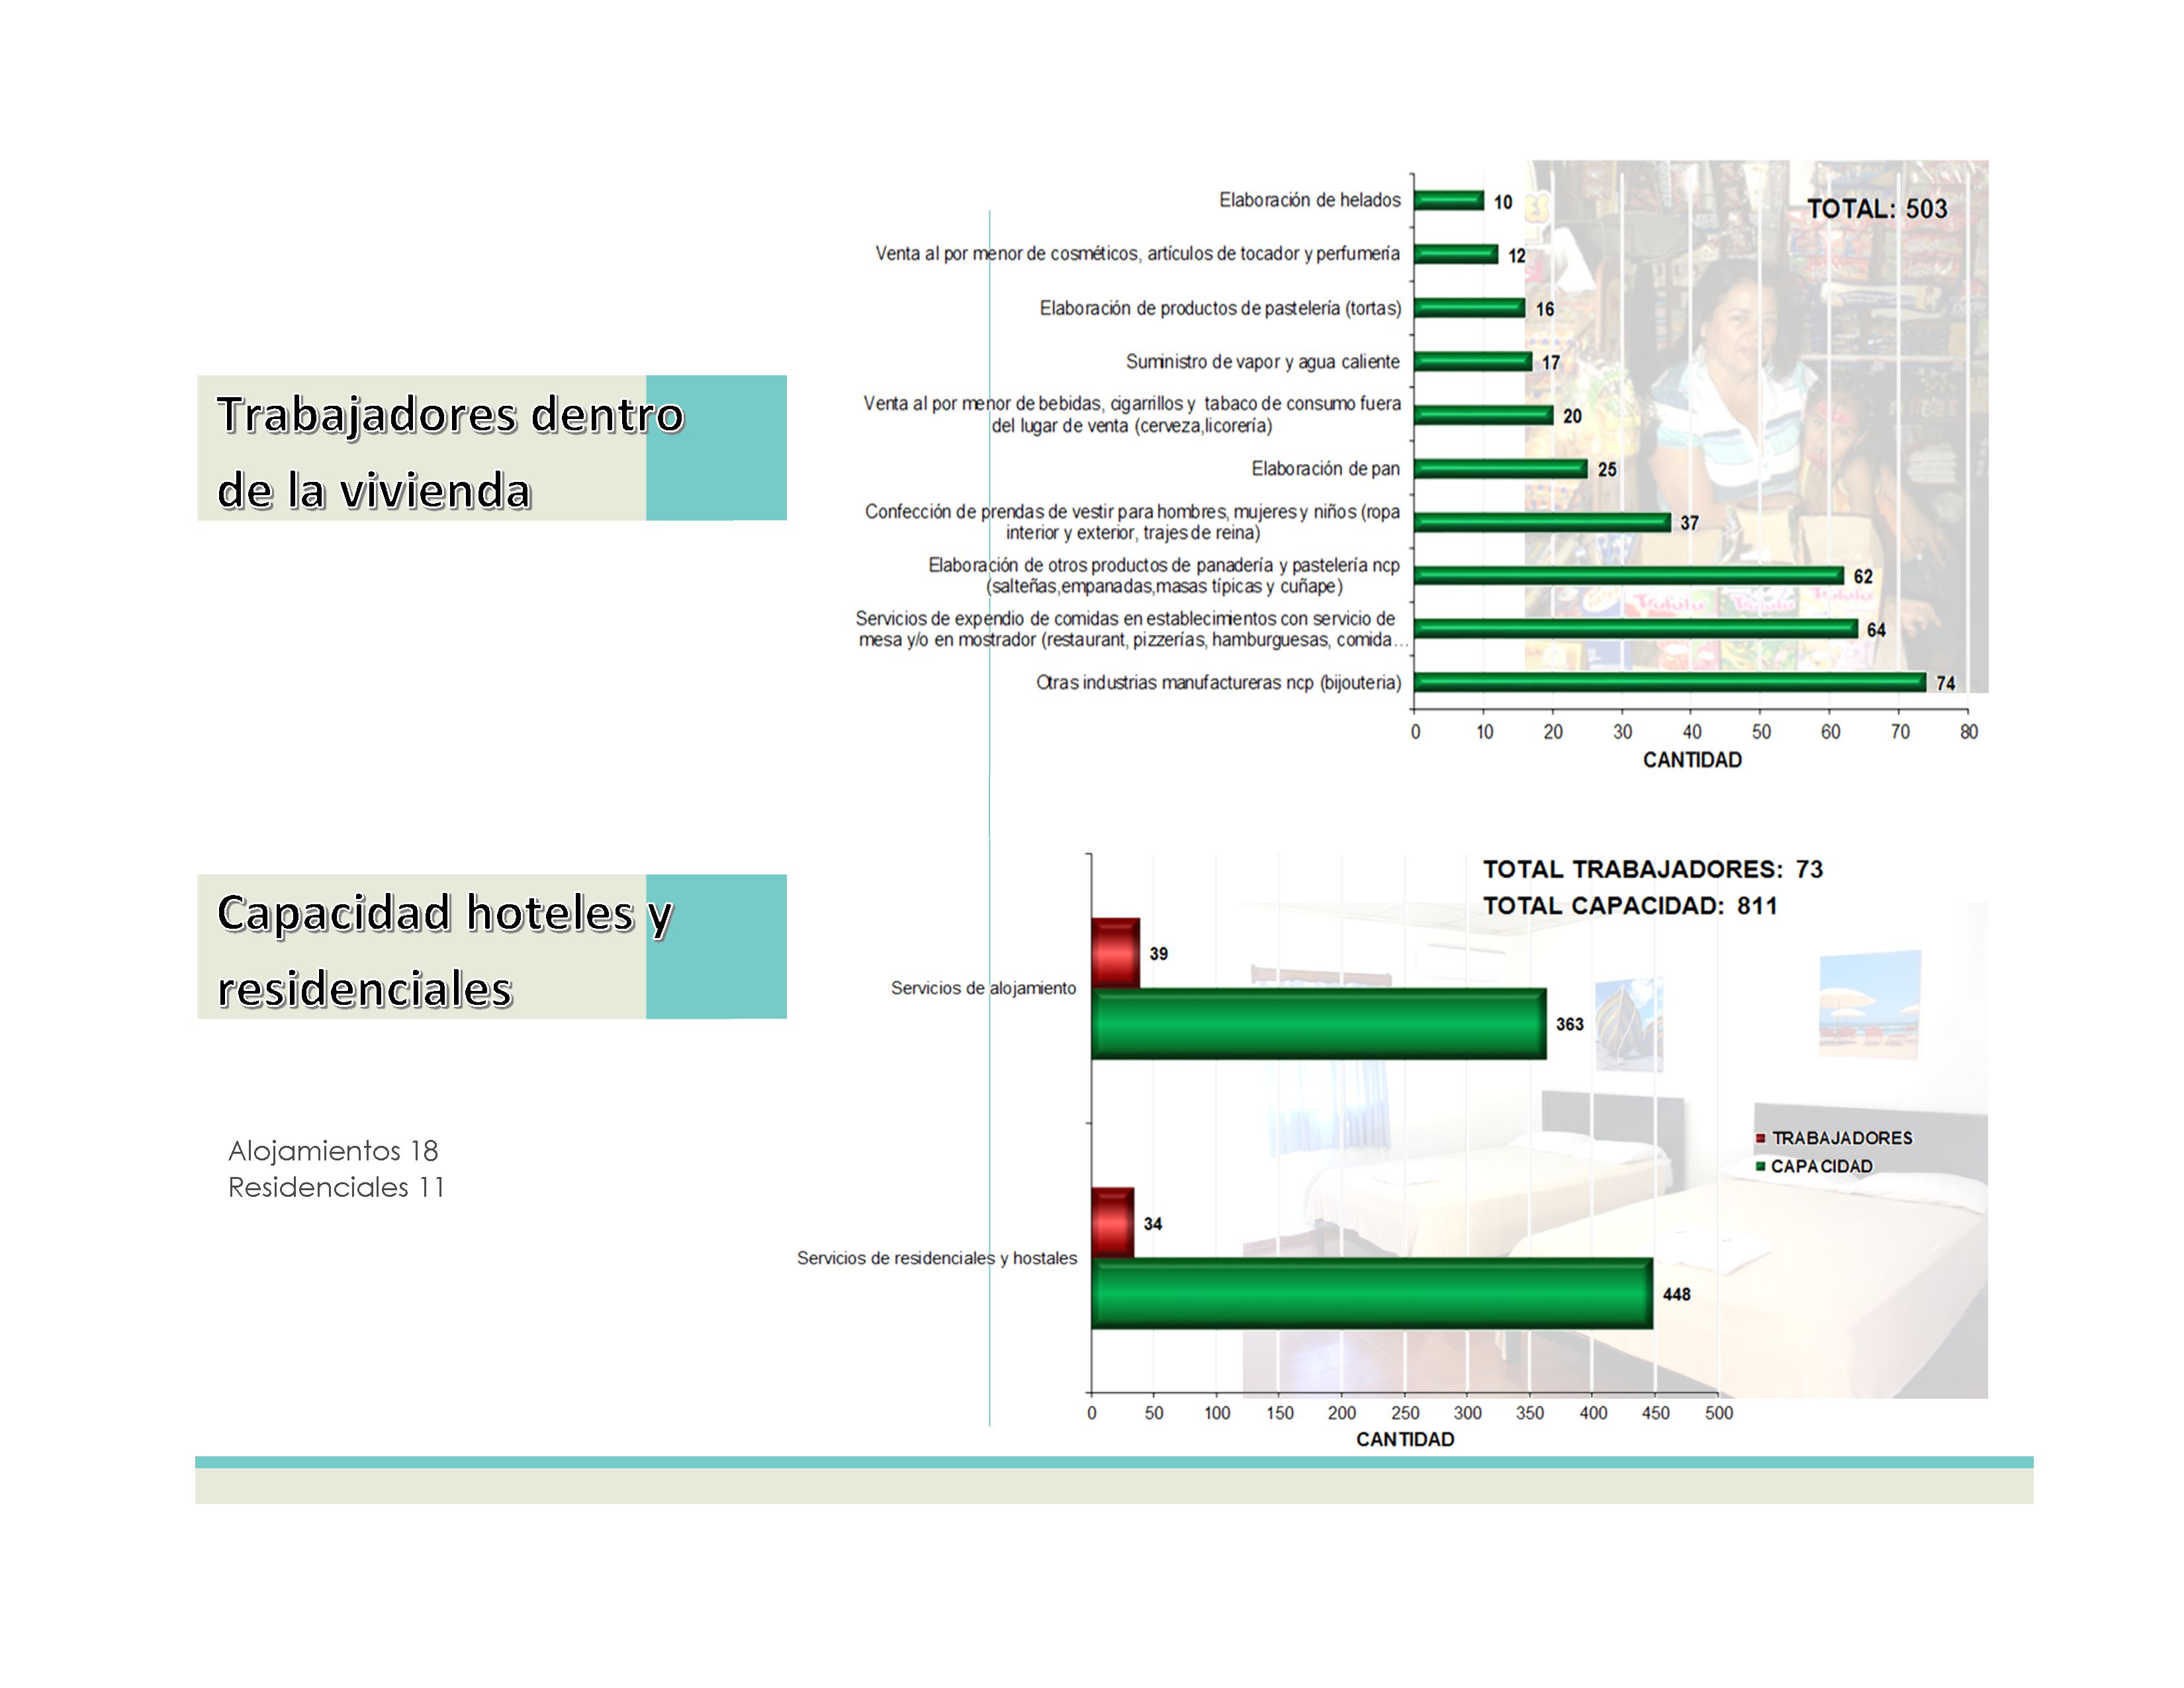 Trabajadores dentro
de la vivienda
Elaboración de helados
10
TOTAL: 503
Venta al por menor de cosméticos, artículos de tocador y perfumería
12
Elaboración de productos de pastelería (tortas)
16
Suministro de vapor y agua caliente
17
Venta al por menor de bebidas, cigarrillos y tabaco de consumo fuera
del lugar de venta (cerveza,licorería)
20
Elaboración de pan
25
Confección de prendas de vestir para hombres, mujeres y niños (ropa
interior y exterior, trajes de reina)
37
Elaboración de otros productos de panadería y pastelería ncp
(salteñas,empanadas,masas típicas y cuñape)
62
Servicios de expendio de comidas en establecimientos con servicio de
mesa y/o en mostrador (restaurant, pizzerías, hamburguesas, comida...
64
Otras industrias manufactureras ncp (bijouteria)
74
0 10 20 30 40 50 60 70 80
CANTIDAD
Capacidad hoteles y
residenciales
Alojamientos 18
Residenciales 11
TOTAL TRABAJADORES: 73
TOTAL CAPACIDAD: 811
39
Servicios de alojamiento
363
TRABAJADORES
CAPACIDAD
34
Servicios de residenciales y hostales
448
0 50 100 150 200 250 300 350 400 450 500
CANTIDAD